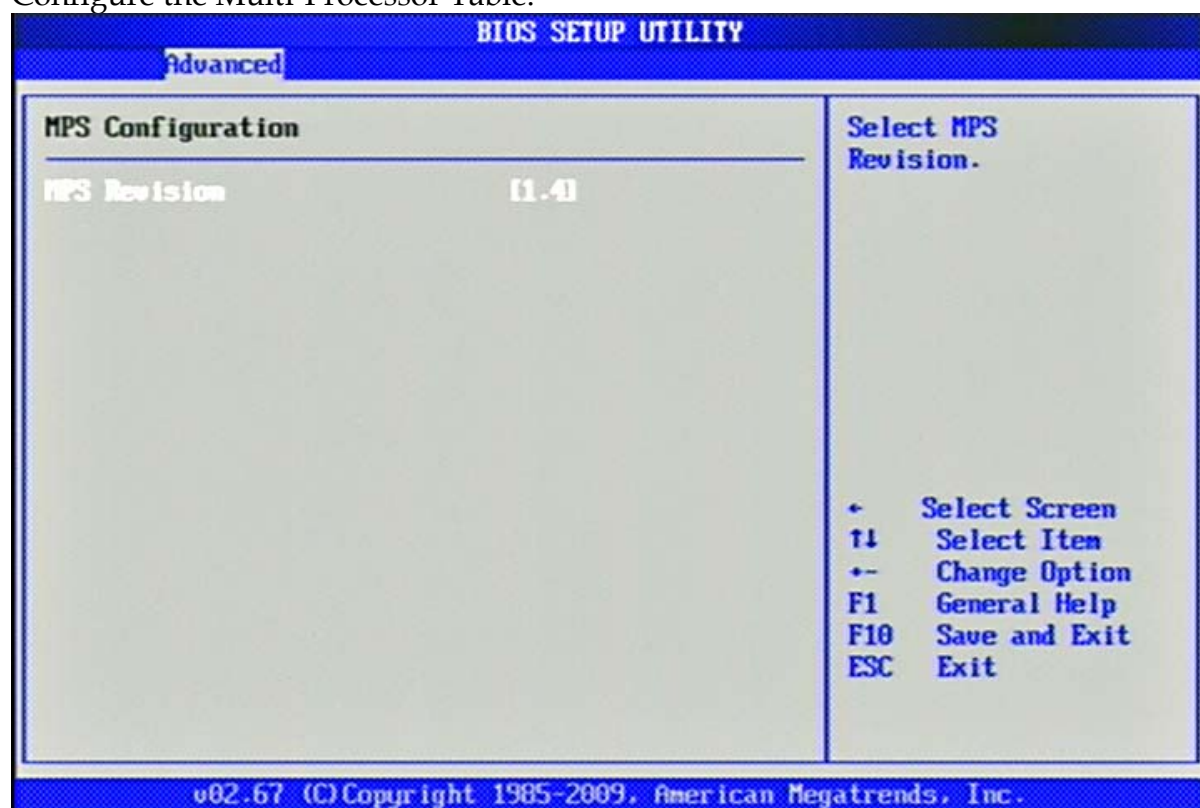 Configure the Multi-Processor Table.
BIOS SETUP UTILITY
Advanced
MPS Configuration
MPS Revision [1.4]
Select MPS
Revision.
← Select Screen
↑↓ Select Item
+- Change Option
F1 General Help
F10 Save and Exit
ESC Exit
v02.67 (C)Copyright 1985-2009, American Megatrends, Inc.